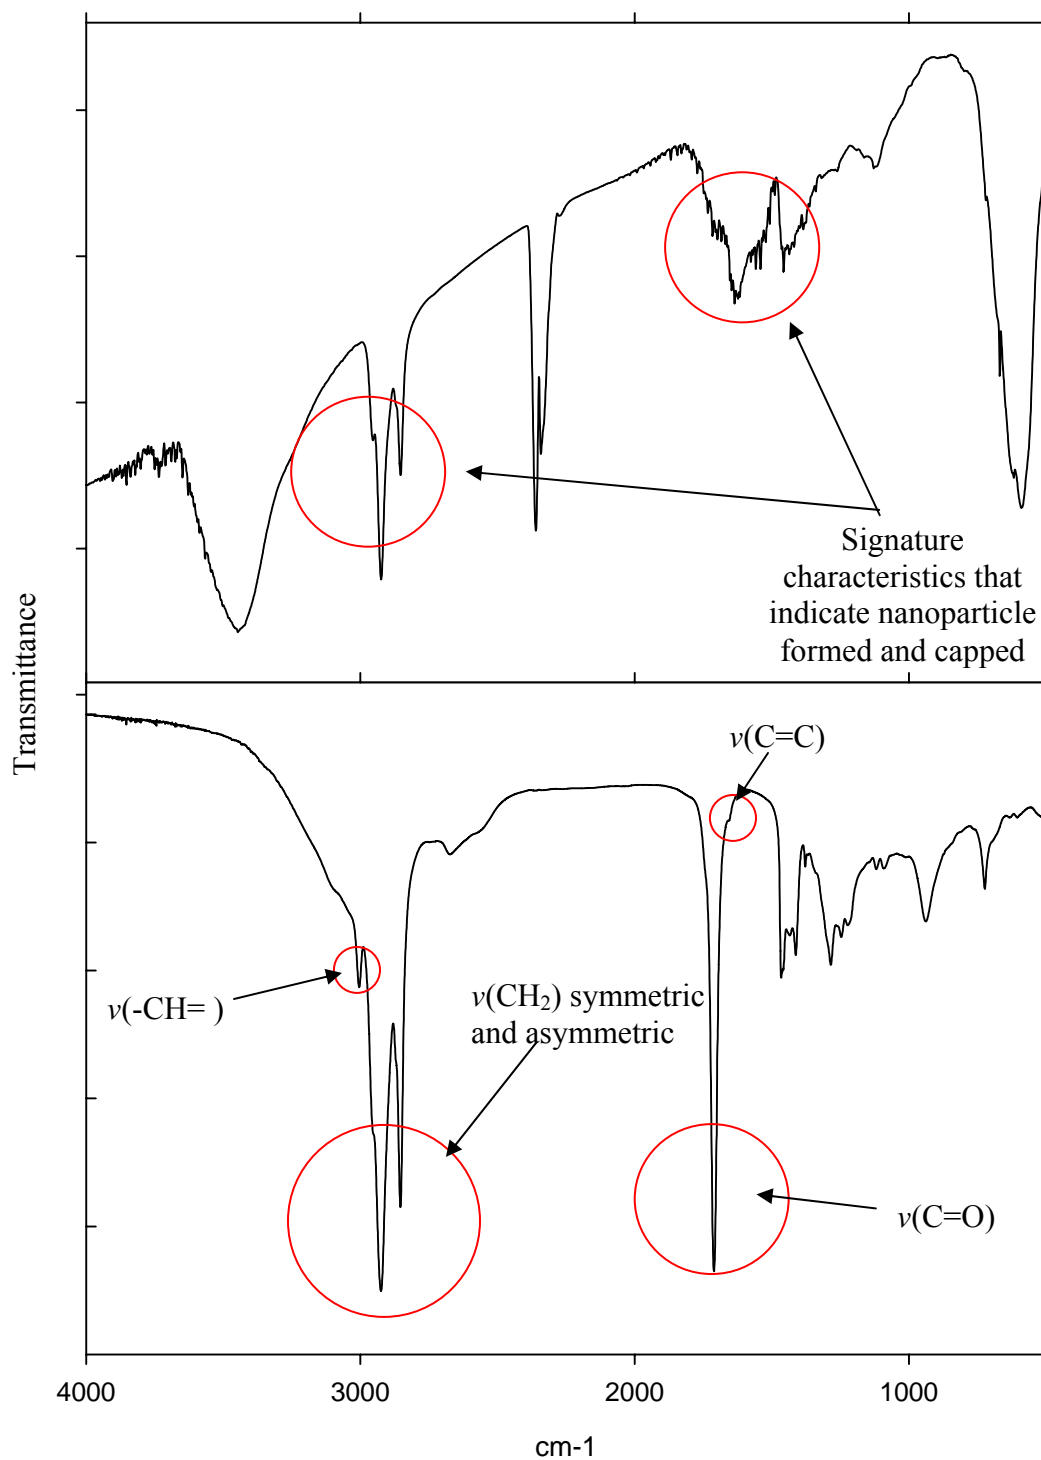 Signature
characteristics that
indicate nanoparticle
formed and capped
Transmittance
ν(C=C)
ν(-CH= )
ν(CH₂) symmetric
and asymmetric
ν(C=O)
4000 3000 2000 1000
cm-1